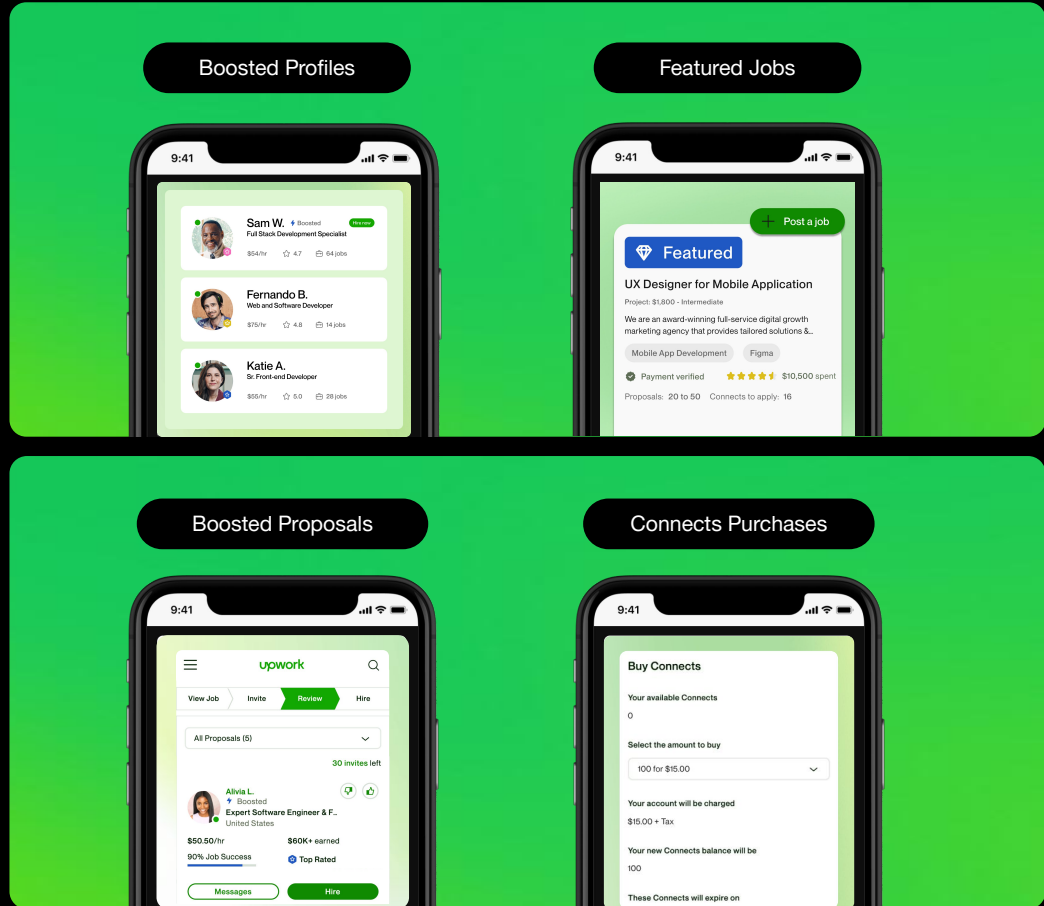 Boosted Profiles
9:41
Sam W. Boosted Hire now
Full Stack Development Specialist
$54/hr 4.7 64 jobs
Fernando B.
Web and Software Developer
$75/hr 4.8 14 jobs
Katie A.
Sr. Front-end Developer
$55/hr 5.0 28 jobs
Featured Jobs
9:41
Post a job
Featured
UX Designer for Mobile Application
Project: $1,800 - Intermediate
We are an award-winning full-service digital growth
marketing agency that provides tailored solutions &...
Mobile App Development Figma
Payment verified $10,500 spent
Proposals: 20 to 50 Connects to apply: 16
Boosted Proposals
9:41
upwork
View Job Invite Review Hire
All Proposals (5)
30 invites left
Alivia L.
Boosted
Expert Software Engineer & F...
United States
$50.50/hr $60K+ earned
90% Job Success Top Rated
Messages Hire
Connects Purchases
9:41
Buy Connects
Your available Connects
0
Select the amount to buy
100 for $15.00
Your account will be charged
$15.00 + Tax
Your new Connects balance will be
100
These Connects will expire on